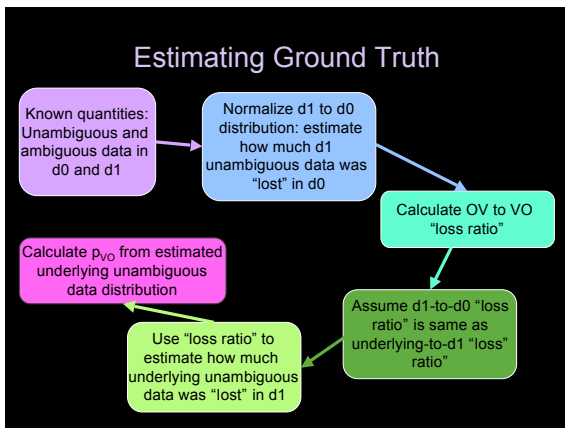 Estimating Ground Truth
Known quantities:
Unambiguous and
ambiguous data in
d0 and d1
Normalize d1 to d0
distribution: estimate
how much d1
unambiguous data was
“lost” in d0
Calculate OV to VO
“loss ratio”
Assume d1-to-d0 “loss
ratio” is same as
underlying-to-d1 “loss”
ratio”
Use “loss ratio” to
estimate how much
underlying unambiguous
data was “lost” in d1
Calculate pVO from estimated
underlying unambiguous
data distribution